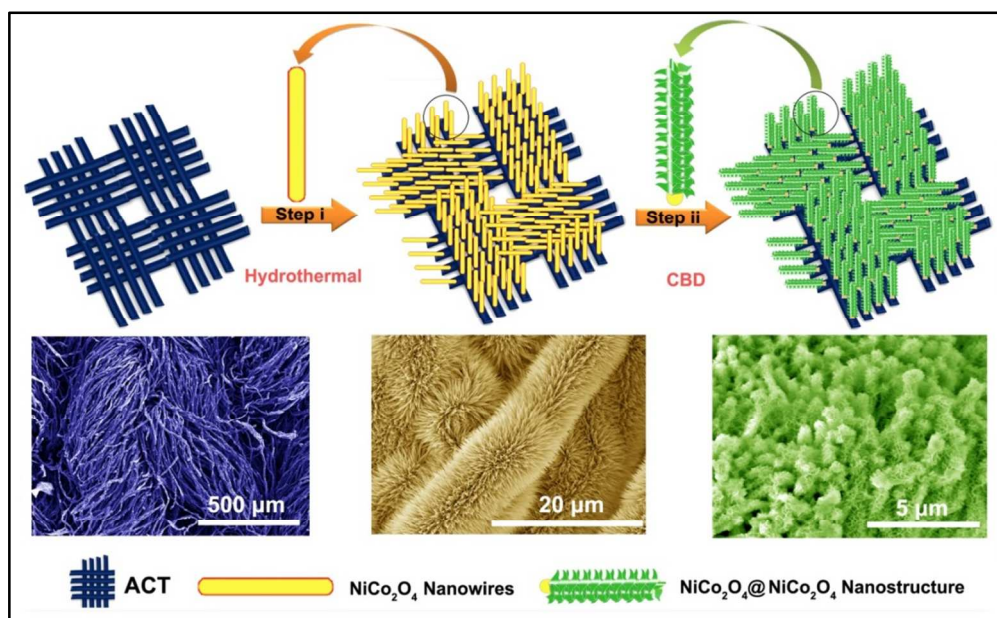 Step i
Step ii
Hydrothermal
CBD
500 µm
20 µm
5 µm
ACT
NiCo₂O₄ Nanowires
NiCo₂O₄@NiCo₂O₄ Nanostructure